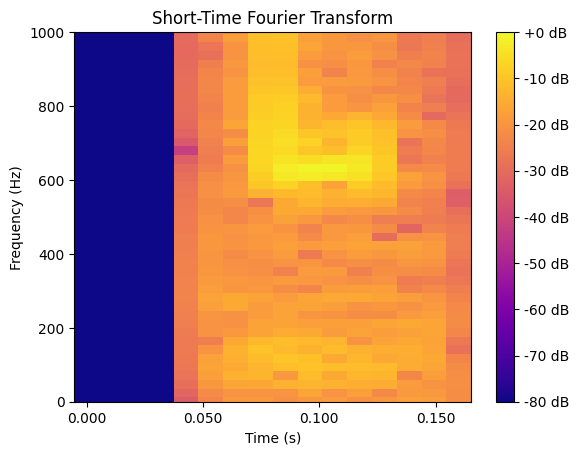 Short-Time Fourier Transform
1000
800
600
400
200
0
Frequency (Hz)
0.000
0.050
0.100
0.150
Time (s)
+0 dB
-10 dB
-20 dB
-30 dB
-40 dB
-50 dB
-60 dB
-70 dB
-80 dB